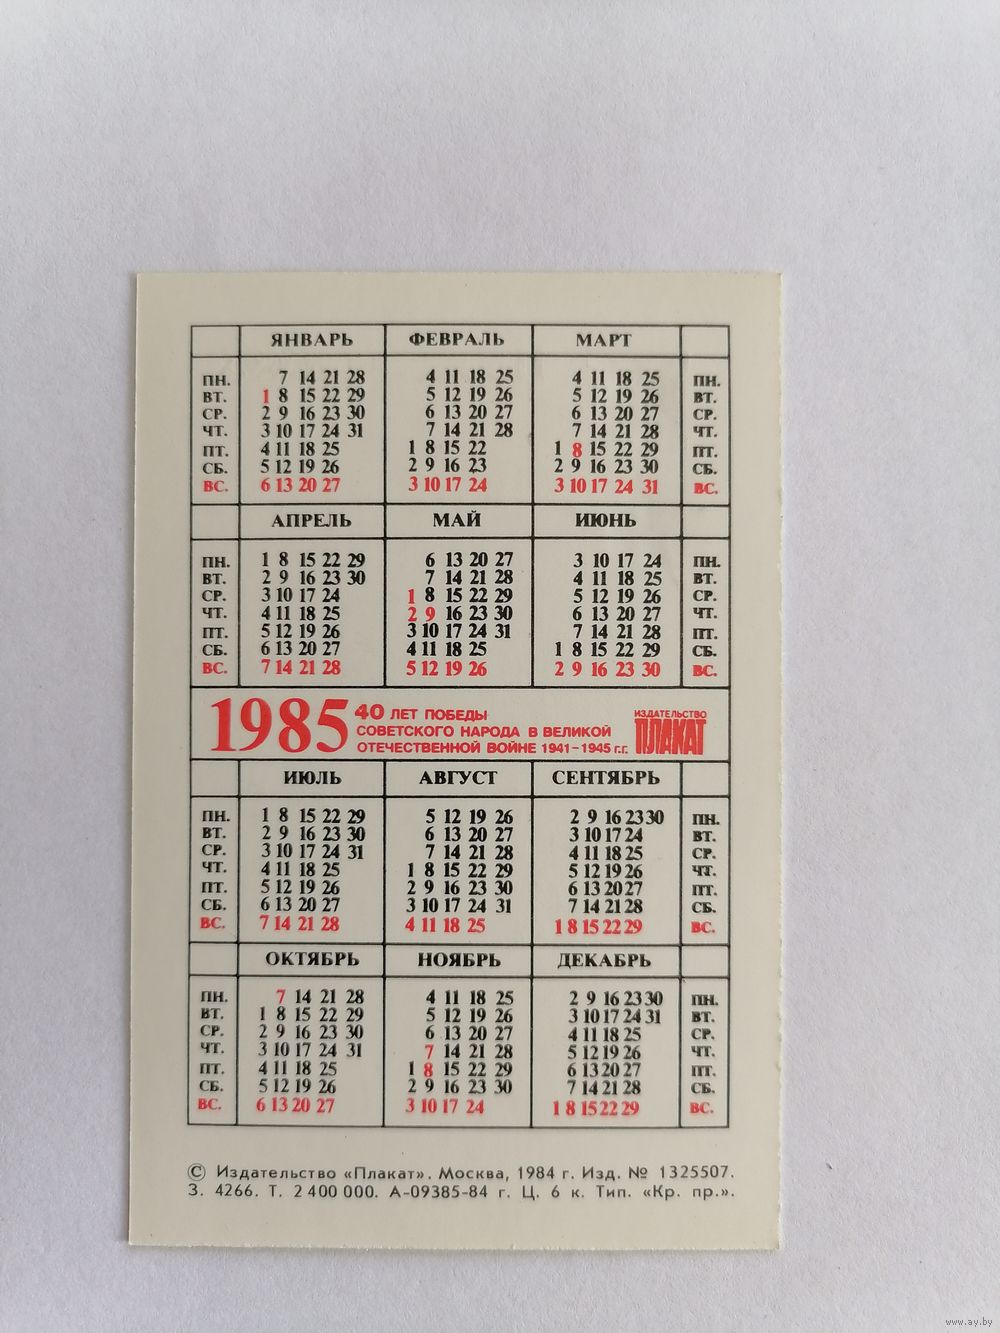 ЯНВАРЬ ФЕВРАЛЬ МАРТ
ПН. 7 14 21 28 4 11 18 25 4 11 18 25 ПН.
ВТ. 1 8 15 22 29 5 12 19 26 5 12 19 26 ВТ.
СР. 2 9 16 23 30 6 13 20 27 6 13 20 27 СР.
ЧТ. 3 10 17 24 31 7 14 21 28 7 14 21 28 ЧТ.
ПТ. 4 11 18 25 1 8 15 22 1 8 15 22 29 ПТ.
СБ. 5 12 19 26 2 9 16 23 2 9 16 23 30 СБ.
ВС. 6 13 20 27 3 10 17 24 3 10 17 24 31 ВС.
АПРЕЛЬ МАЙ ИЮНЬ
ПН. 1 8 15 22 29 6 13 20 27 3 10 17 24 ПН.
ВТ. 2 9 16 23 30 7 14 21 28 4 11 18 25 ВТ.
СР. 3 10 17 24 1 8 15 22 29 5 12 19 26 СР.
ЧТ. 4 11 18 25 2 9 16 23 30 6 13 20 27 ЧТ.
ПТ. 5 12 19 26 3 10 17 24 31 7 14 21 28 ПТ.
СБ. 6 13 20 27 4 11 18 25 1 8 15 22 29 СБ.
ВС. 7 14 21 28 5 12 19 26 2 9 16 23 30 ВС.
1985 40 ЛЕТ ПОБЕДЫ
СОВЕТСКОГО НАРОДА В ВЕЛИКОЙ
ОТЕЧЕСТВЕННОЙ ВОЙНЕ 1941–1945 г.г.
ИЗДАТЕЛЬСТВО
ПЛАКАТ
ИЮЛЬ АВГУСТ СЕНТЯБРЬ
ПН. 1 8 15 22 29 5 12 19 26 2 9 16 23 30 ПН.
ВТ. 2 9 16 23 30 6 13 20 27 3 10 17 24 ВТ.
СР. 3 10 17 24 31 7 14 21 28 4 11 18 25 СР.
ЧТ. 4 11 18 25 1 8 15 22 29 5 12 19 26 ЧТ.
ПТ. 5 12 19 26 2 9 16 23 30 6 13 20 27 ПТ.
СБ. 6 13 20 27 3 10 17 24 31 7 14 21 28 СБ.
ВС. 7 14 21 28 4 11 18 25 1 8 15 22 29 ВС.
ОКТЯБРЬ НОЯБРЬ ДЕКАБРЬ
ПН. 7 14 21 28 4 11 18 25 2 9 16 23 30 ПН.
ВТ. 1 8 15 22 29 5 12 19 26 3 10 17 24 31 ВТ.
СР. 2 9 16 23 30 6 13 20 27 4 11 18 25 СР.
ЧТ. 3 10 17 24 31 7 14 21 28 5 12 19 26 ЧТ.
ПТ. 4 11 18 25 1 8 15 22 29 6 13 20 27 ПТ.
СБ. 5 12 19 26 2 9 16 23 30 7 14 21 28 СБ.
ВС. 6 13 20 27 3 10 17 24 1 8 15 22 29 ВС.
© Издательство «Плакат». Москва, 1984 г. Изд. № 1325507.
З. 4266. Т. 2 400 000. А-09385-84 г. Ц. 6 к. Тип. «Кр. пр.».
www.ay.by